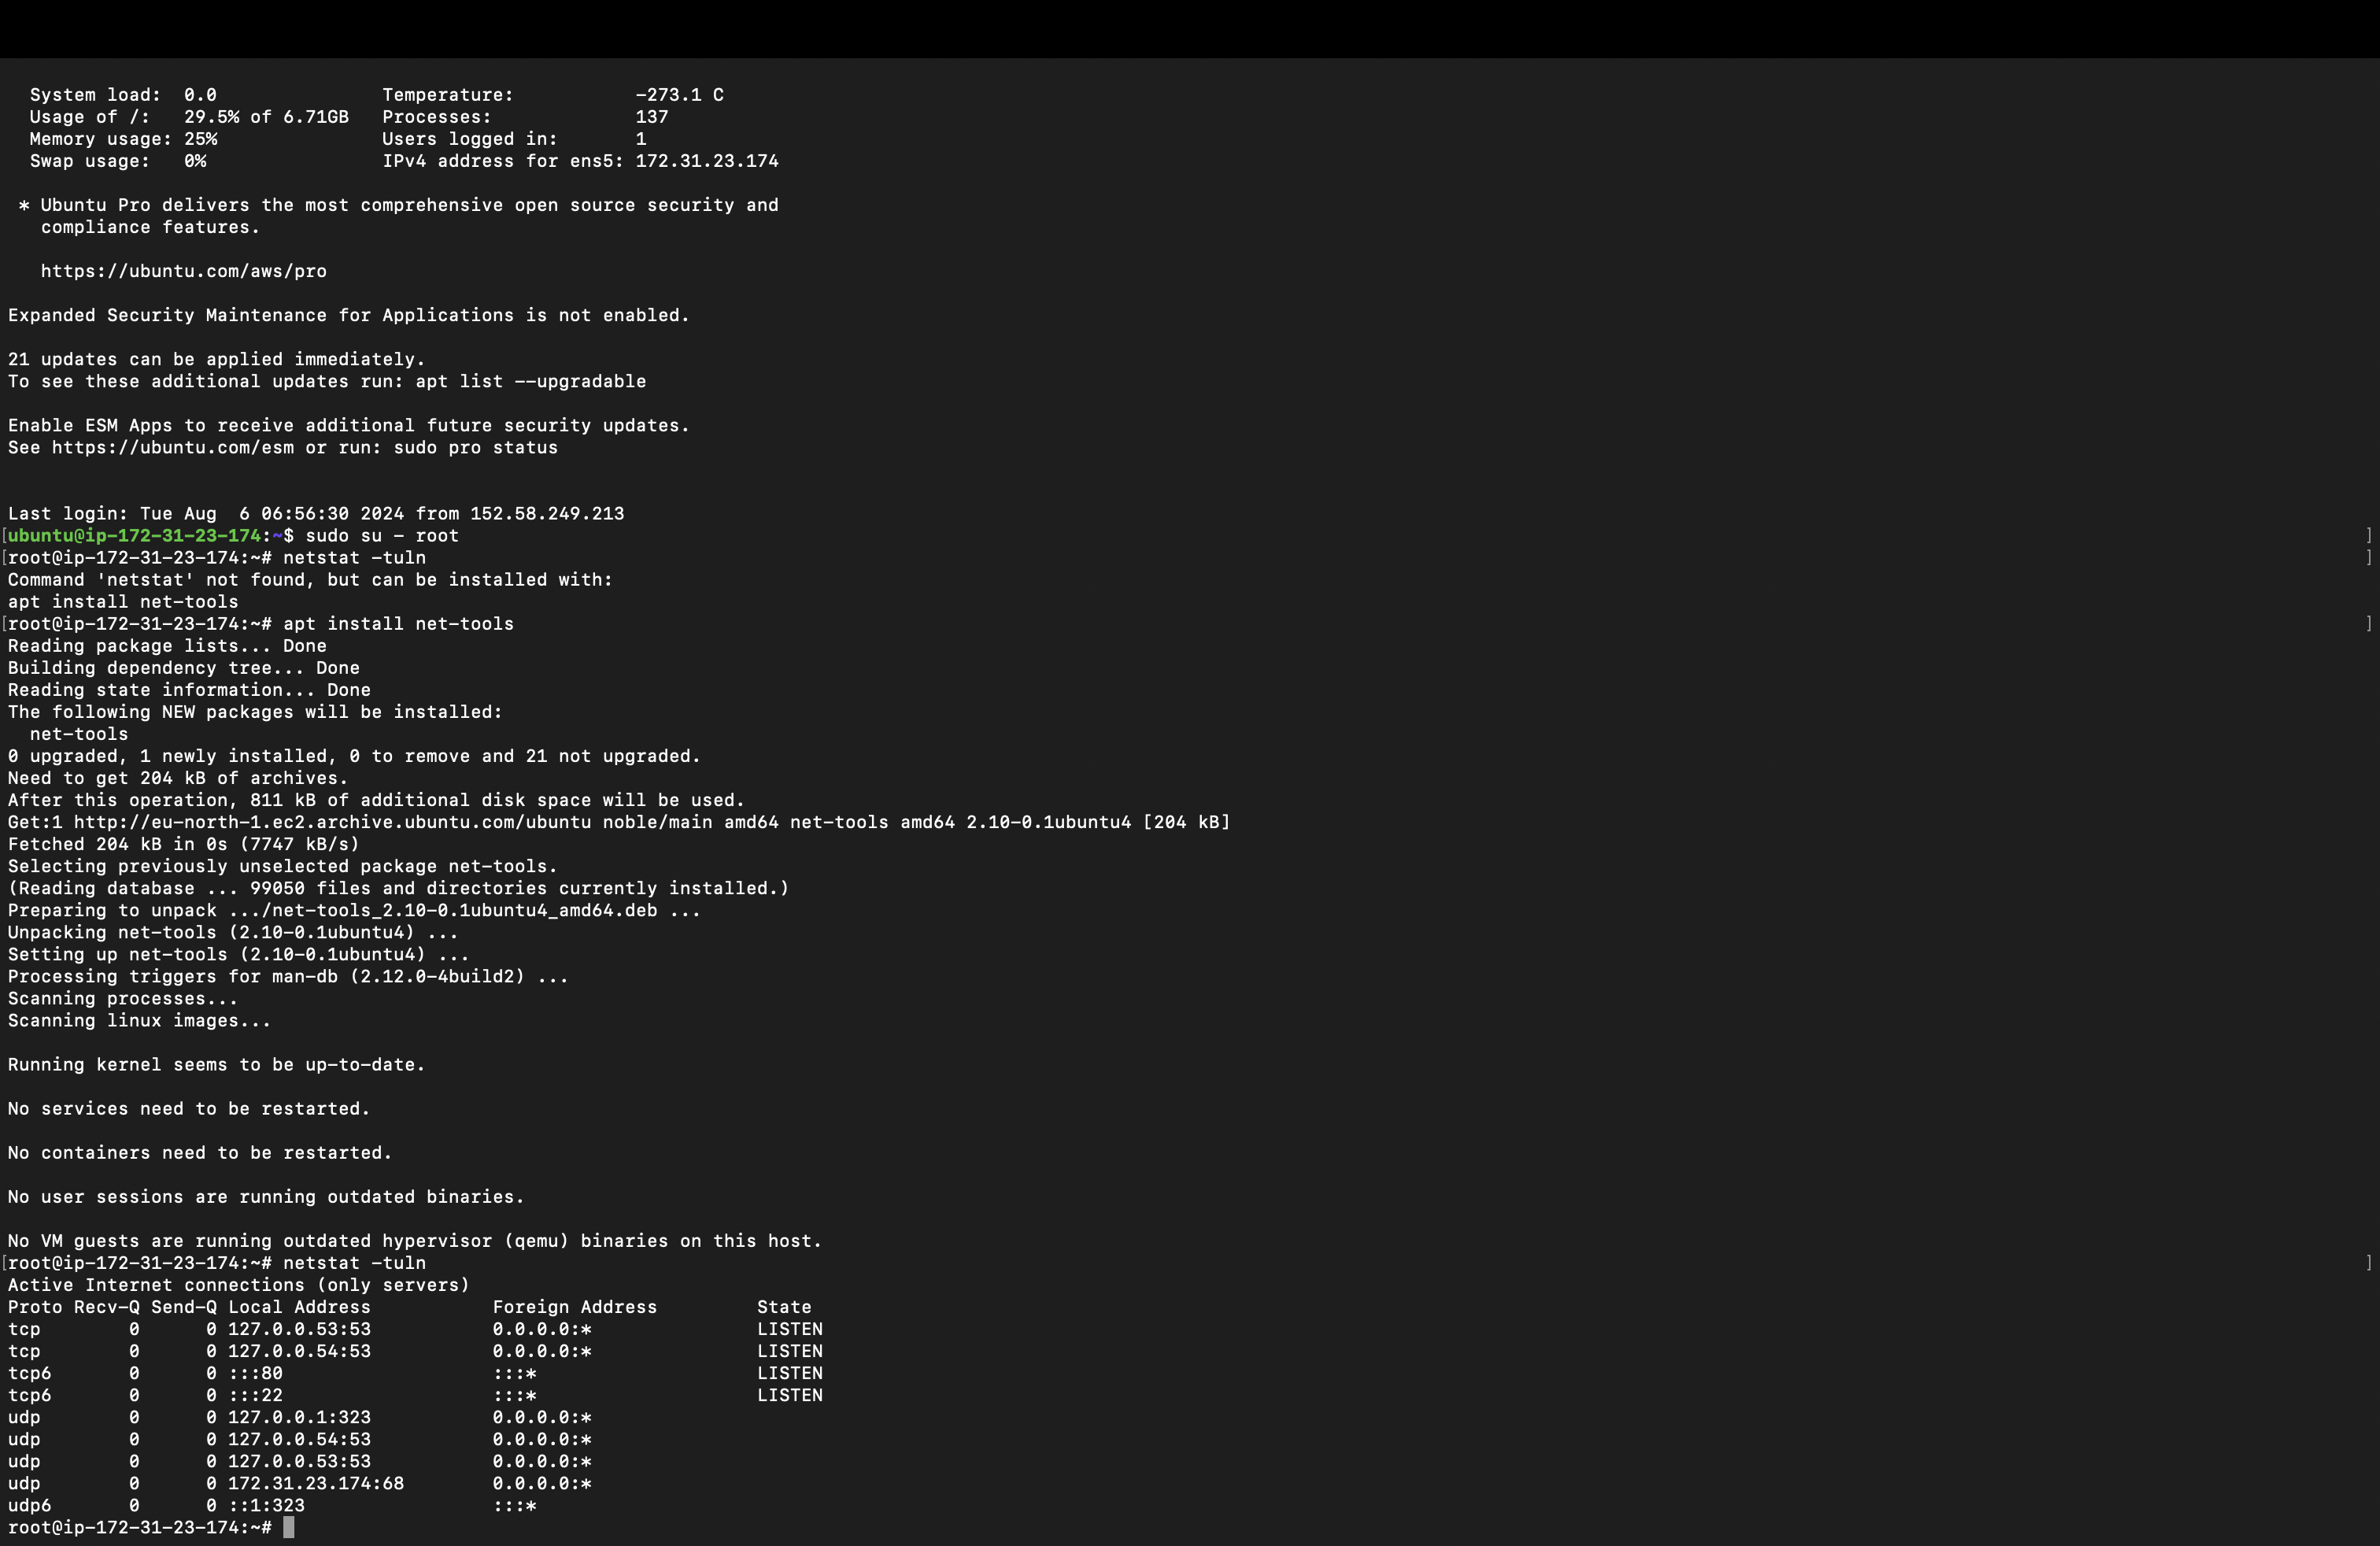 System load:  0.0               Temperature:           -273.1 C
Usage of /:   29.5% of 6.71GB   Processes:             137
Memory usage: 25%               Users logged in:       1
Swap usage:   0%                IPv4 address for ens5: 172.31.23.174
* Ubuntu Pro delivers the most comprehensive open source security and
compliance features.
https://ubuntu.com/aws/pro
Expanded Security Maintenance for Applications is not enabled.
21 updates can be applied immediately.
To see these additional updates run: apt list --upgradable
Enable ESM Apps to receive additional future security updates.
See https://ubuntu.com/esm or run: sudo pro status
Last login: Tue Aug  6 06:56:30 2024 from 152.58.249.213
[ubuntu@ip-172-31-23-174:~$ sudo su - root ]
[root@ip-172-31-23-174:~# netstat -tuln ]
Command 'netstat' not found, but can be installed with:
apt install net-tools
[root@ip-172-31-23-174:~# apt install net-tools ]
Reading package lists... Done
Building dependency tree... Done
Reading state information... Done
The following NEW packages will be installed:
net-tools
0 upgraded, 1 newly installed, 0 to remove and 21 not upgraded.
Need to get 204 kB of archives.
After this operation, 811 kB of additional disk space will be used.
Get:1 http://eu-north-1.ec2.archive.ubuntu.com/ubuntu noble/main amd64 net-tools amd64 2.10-0.1ubuntu4 [204 kB]
Fetched 204 kB in 0s (7747 kB/s)
Selecting previously unselected package net-tools.
(Reading database ... 99050 files and directories currently installed.)
Preparing to unpack .../net-tools_2.10-0.1ubuntu4_amd64.deb ...
Unpacking net-tools (2.10-0.1ubuntu4) ...
Setting up net-tools (2.10-0.1ubuntu4) ...
Processing triggers for man-db (2.12.0-4build2) ...
Scanning processes...
Scanning linux images...
Running kernel seems to be up-to-date.
No services need to be restarted.
No containers need to be restarted.
No user sessions are running outdated binaries.
No VM guests are running outdated hypervisor (qemu) binaries on this host.
[root@ip-172-31-23-174:~# netstat -tuln ]
Active Internet connections (only servers)
Proto Recv-Q Send-Q Local Address           Foreign Address         State
tcp        0      0 127.0.0.53:53           0.0.0.0:*               LISTEN
tcp        0      0 127.0.0.54:53           0.0.0.0:*               LISTEN
tcp6       0      0 :::80                   :::*                    LISTEN
tcp6       0      0 :::22                   :::*                    LISTEN
udp        0      0 127.0.0.1:323           0.0.0.0:*
udp        0      0 127.0.0.54:53           0.0.0.0:*
udp        0      0 127.0.0.53:53           0.0.0.0:*
udp        0      0 172.31.23.174:68        0.0.0.0:*
udp6       0      0 ::1:323                 :::*
root@ip-172-31-23-174:~#